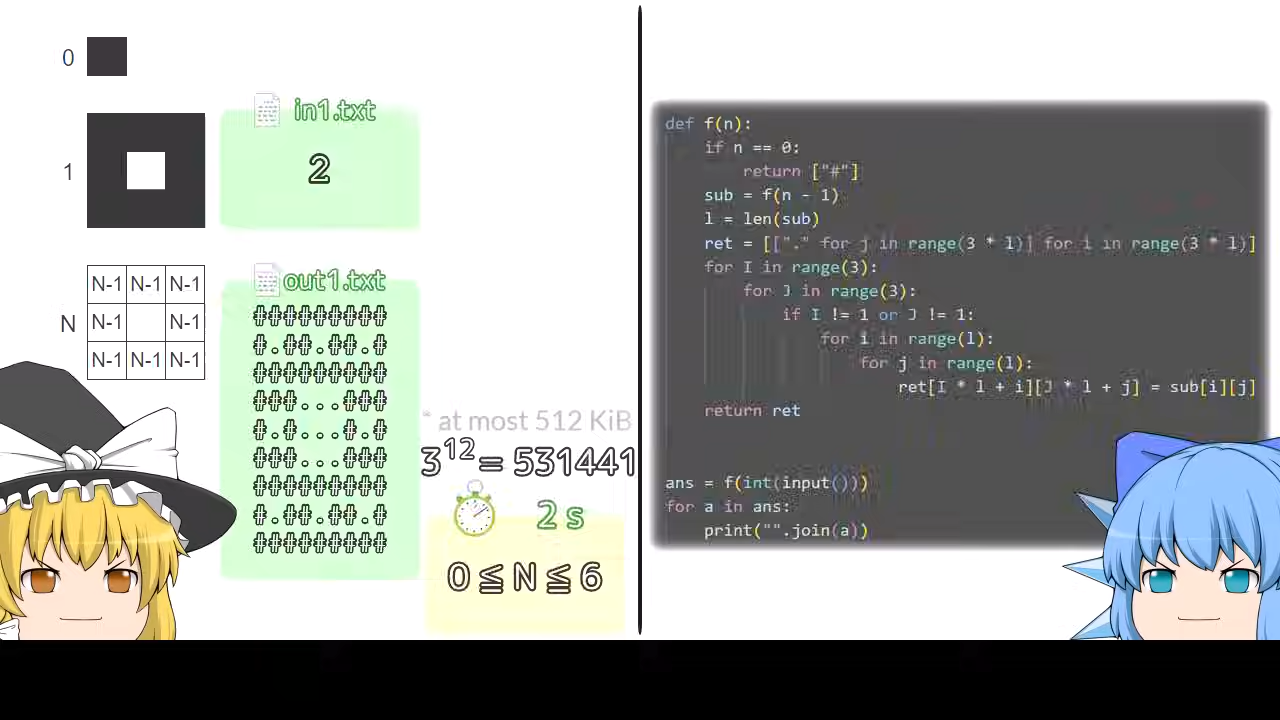 0
1
N
N-1 N-1 N-1
N-1 N-1
N-1 N-1 N-1
in1.txt
2
out1.txt
#########
#.##.##.#
#########
###...###
#.#...#.#
###...###
#########
#.##.##.#
#########
* at most 512 KiB
3^12 = 531441
2 s
0 ≦ N ≦ 6
def f(n):
    if n == 0:
        return ["#"]
    sub = f(n - 1)
    l = len(sub)
    ret = [["." for j in range(3 * l)] for i in range(3 * l)]
    for I in range(3):
        for J in range(3):
            if I != 1 or J != 1:
                for i in range(l):
                    for j in range(l):
                        ret[I * l + i][J * l + j] = sub[i][j]
    return ret
ans = f(int(input()))
for a in ans:
    print("".join(a))